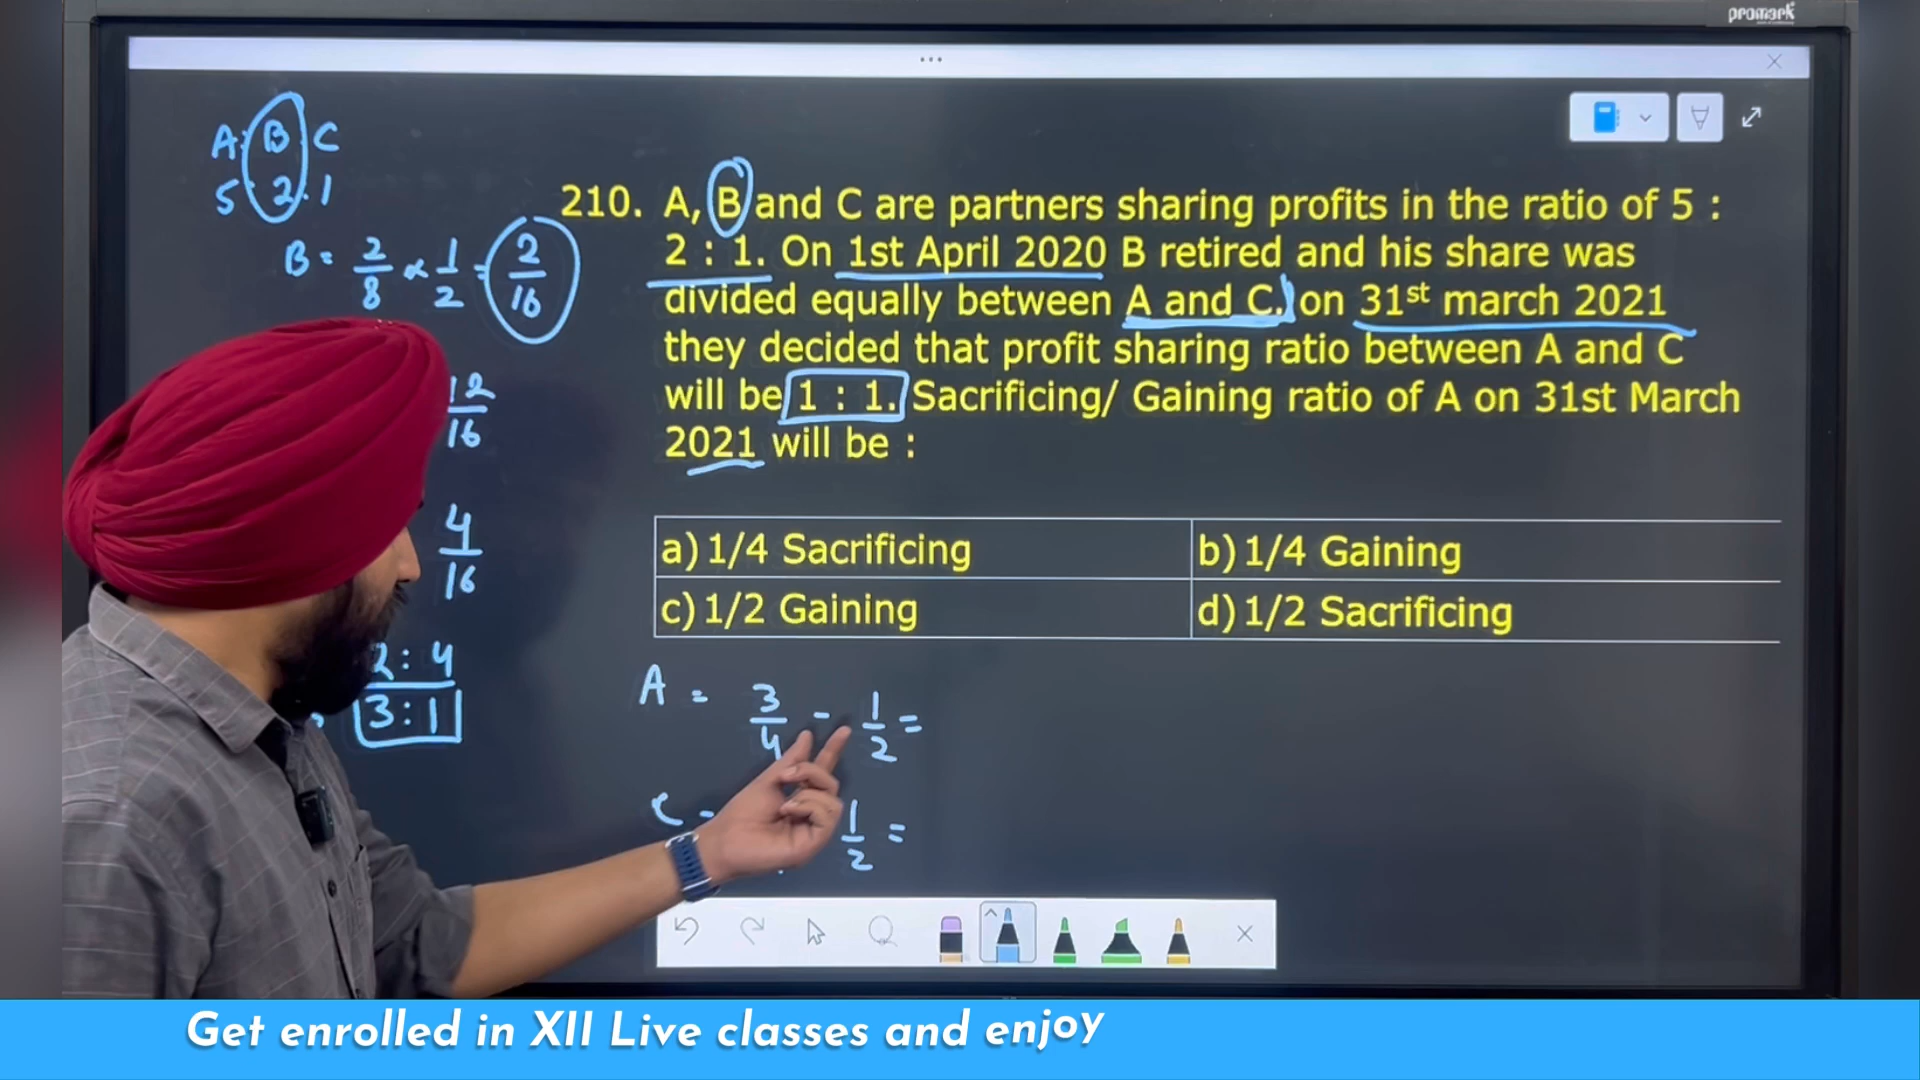 promark
A : B : C
5 : 2 : 1
B = 2/8 × 1/2 = 2/16
12/16
4/16
2 : 4
3 : 1
210. A, B and C are partners sharing profits in the ratio of 5 :
2 : 1. On 1st April 2020 B retired and his share was
divided equally between A and C. on 31st march 2021
they decided that profit sharing ratio between A and C
will be 1 : 1. Sacrificing/ Gaining ratio of A on 31st March
2021 will be :
a) 1/4 Sacrificing
b) 1/4 Gaining
c) 1/2 Gaining
d) 1/2 Sacrificing
A = 3/4 - 1/2 =
C = 1/2 =
Get enrolled in XII Live classes and enjoy